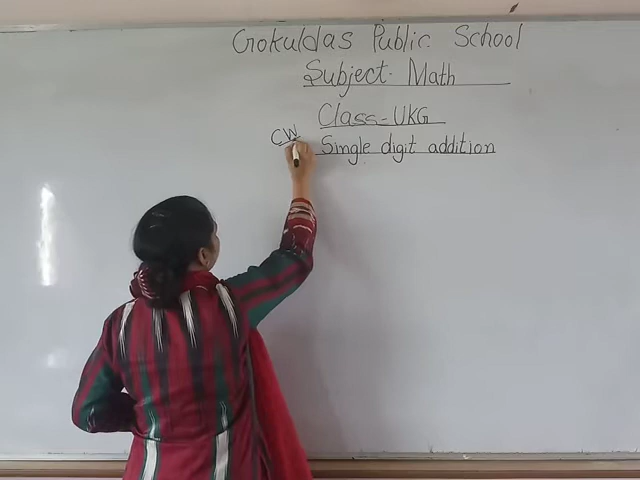 Gokuldas Public School
Subject- Math
Class-UKG
CW
Single digit addition